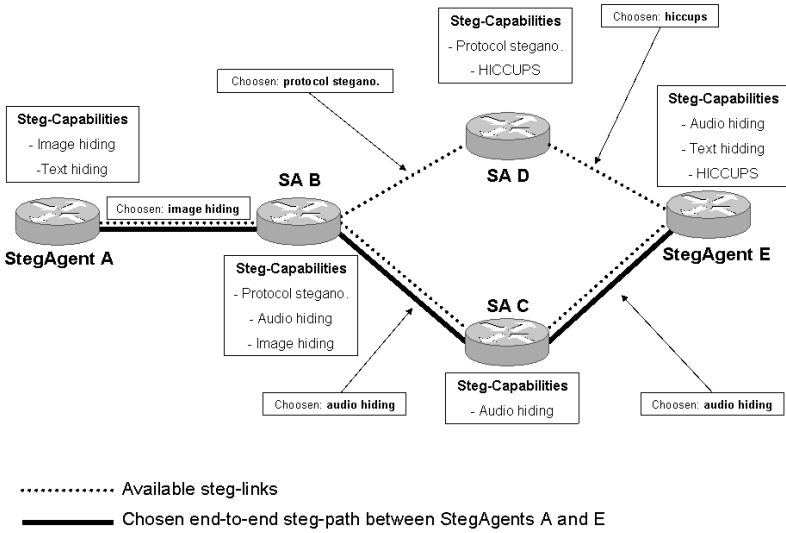 Steg-Capabilities
- Protocol stegano.
- HICCUPS
Choosen: hiccups
Choosen: protocol stegano.
Steg-Capabilities
- Image hiding
-Text hiding
Steg-Capabilities
- Audio hiding
- Text hidding
- HICCUPS
SA B
SA D
Choosen: image hiding
StegAgent A
StegAgent E
Steg-Capabilities
- Protocol stegano.
- Audio hiding
- Image hiding
SA C
Steg-Capabilities
- Audio hiding
Choosen: audio hiding
Choosen: audio hiding
Available steg-links
Chosen end-to-end steg-path between StegAgents A and E